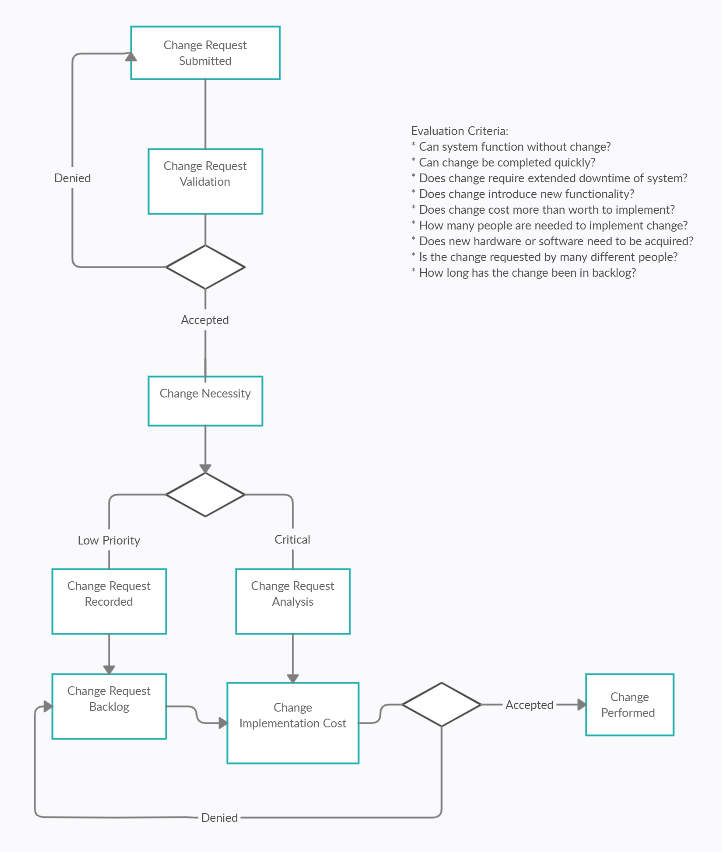 Change Request
Submitted
Evaluation Criteria:
* Can system function without change?
* Can change be completed quickly?
* Does change require extended downtime of system?
* Does change introduce new functionality?
* Does change cost more than worth to implement?
* How many people are needed to implement change?
* Does new hardware or software need to be acquired?
* Is the change requested by many different people?
* How long has the change been in backlog?
Change Request
Validation
Denied
Accepted
Change Necessity
Low Priority
Critical
Change Request
Recorded
Change Request
Analysis
Change Request
Backlog
Change
Implementation Cost
Accepted
Change
Performed
Denied